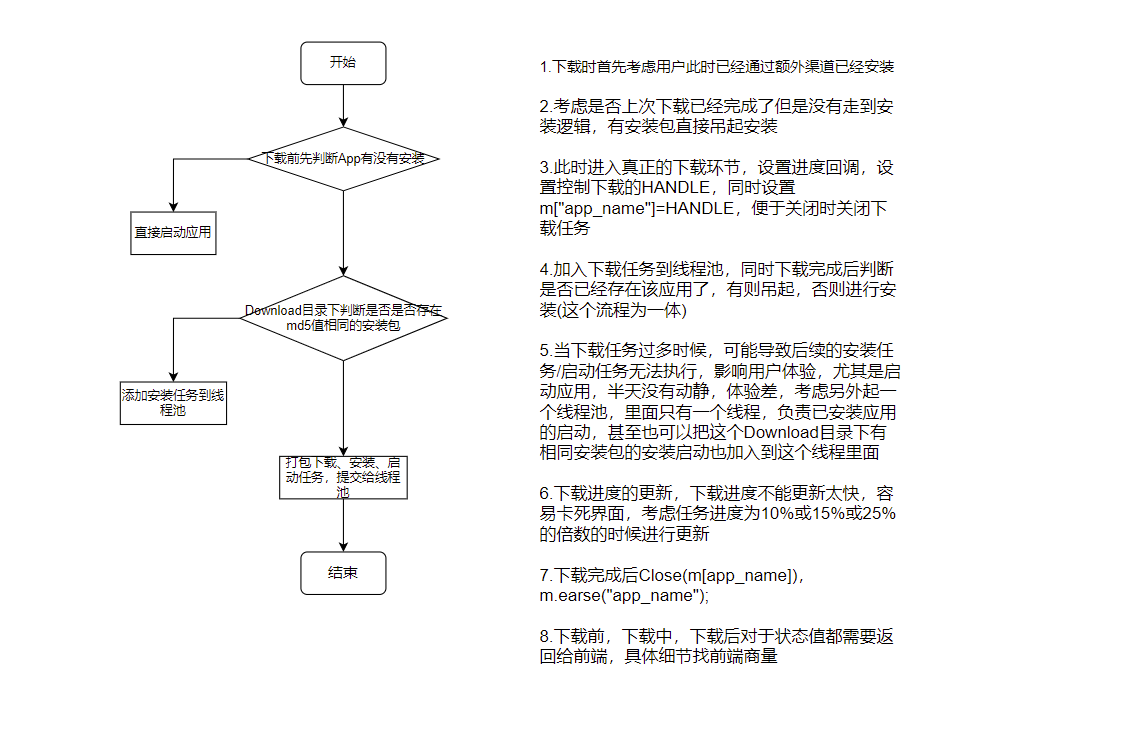 开始
下载前先判断App有没有安装
直接启动应用
Download目录下判断是否是否存在
md5值相同的安装包
添加安装任务到线
程池
打包下载、安装、启
动任务，提交给线程
池
结束
1.下载时首先考虑用户此时已经通过额外渠道已经安装
2.考虑是否上次下载已经完成了但是没有走到安
装逻辑，有安装包直接吊起安装
3.此时进入真正的下载环节，设置进度回调，设
置控制下载的HANDLE，同时设置
m["app_name"]=HANDLE，便于关闭时关闭下
载任务
4.加入下载任务到线程池，同时下载完成后判断
是否已经存在该应用了，有则吊起，否则进行安
装(这个流程为一体)
5.当下载任务过多时候，可能导致后续的安装任
务/启动任务无法执行，影响用户体验，尤其是启
动应用，半天没有动静，体验差，考虑另外起一
个线程池，里面只有一个线程，负责已安装应用
的启动，甚至也可以把这个Download目录下有
相同安装包的安装启动也加入到这个线程里面
6.下载进度的更新，下载进度不能更新太快，容
易卡死界面，考虑任务进度为10%或15%或25%
的倍数的时候进行更新
7.下载完成后Close(m[app_name])，
m.earse("app_name");
8.下载前，下载中，下载后对于状态值都需要返
回给前端，具体细节找前端商量